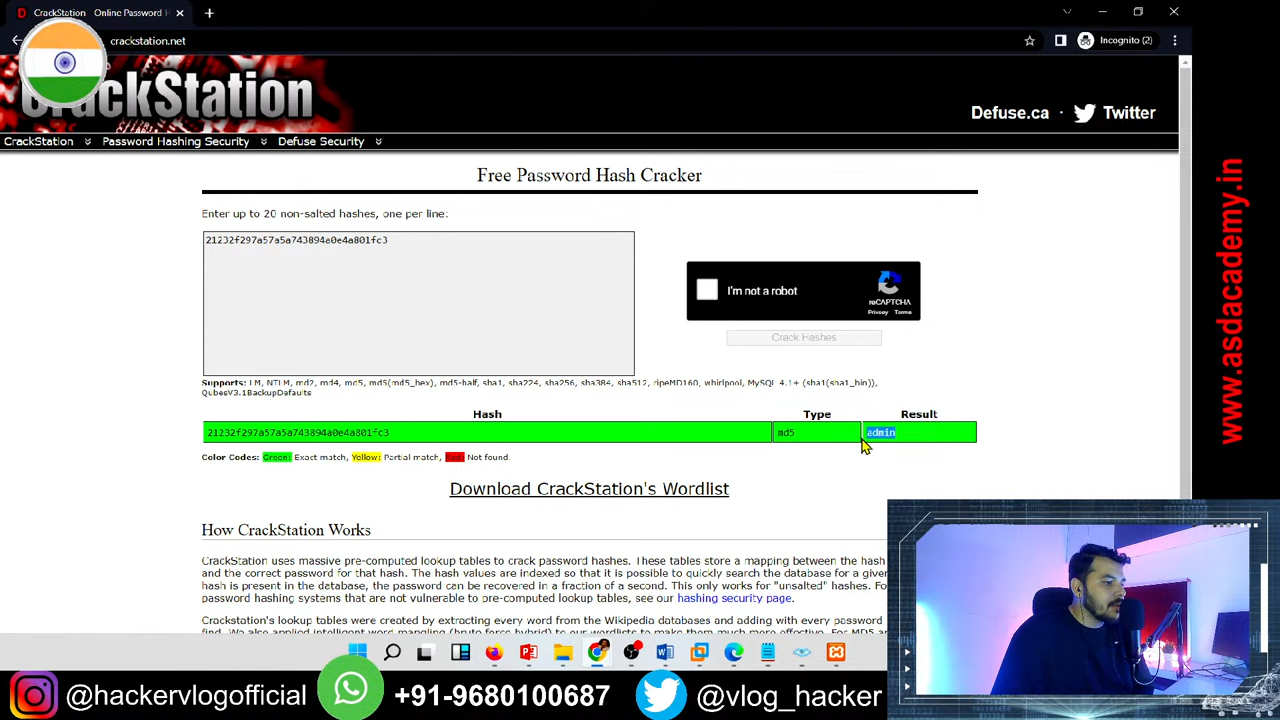 CrackStation - Online Password H
crackstation.net
Incognito (2)
CrackStation
Defuse.ca · Twitter
CrackStation
Password Hashing Security
Defuse Security
Free Password Hash Cracker
Enter up to 20 non-salted hashes, one per line:
21232f297a57a5a743894a0e4a801fc3
I'm not a robot
reCAPTCHA
Privacy Terms
Crack Hashes
Supports: LM, NTLM, md2, md4, md5, md5(md5_hex), md5-half, sha1, sha224, sha256, sha384, sha512, ripeMD160, whirlpool, MySQL 4.1+ (sha1(sha1_bin)),
QubesV3.1BackupDefaults
Hash Type Result
21232f297a57a5a743894a0e4a801fc3 md5 admin
Color Codes: Green: Exact match, Yellow: Partial match, Red: Not found.
Download CrackStation's Wordlist
How CrackStation Works
CrackStation uses massive pre-computed lookup tables to crack password hashes. These tables store a mapping between the hash
and the correct password for that hash. The hash values are indexed so that it is possible to quickly search the database for a given
hash is present in the database, the password can be recovered in a fraction of a second. This only works for "unsalted" hashes. For
password hashing systems that are not vulnerable to pre-computed lookup tables, see our hashing security page.
Crackstation's lookup tables were created by extracting every word from the Wikipedia databases and adding with every password
www.asdacademy.in
@hackervlogofficial
+91-9680100687
@vlog_hacker